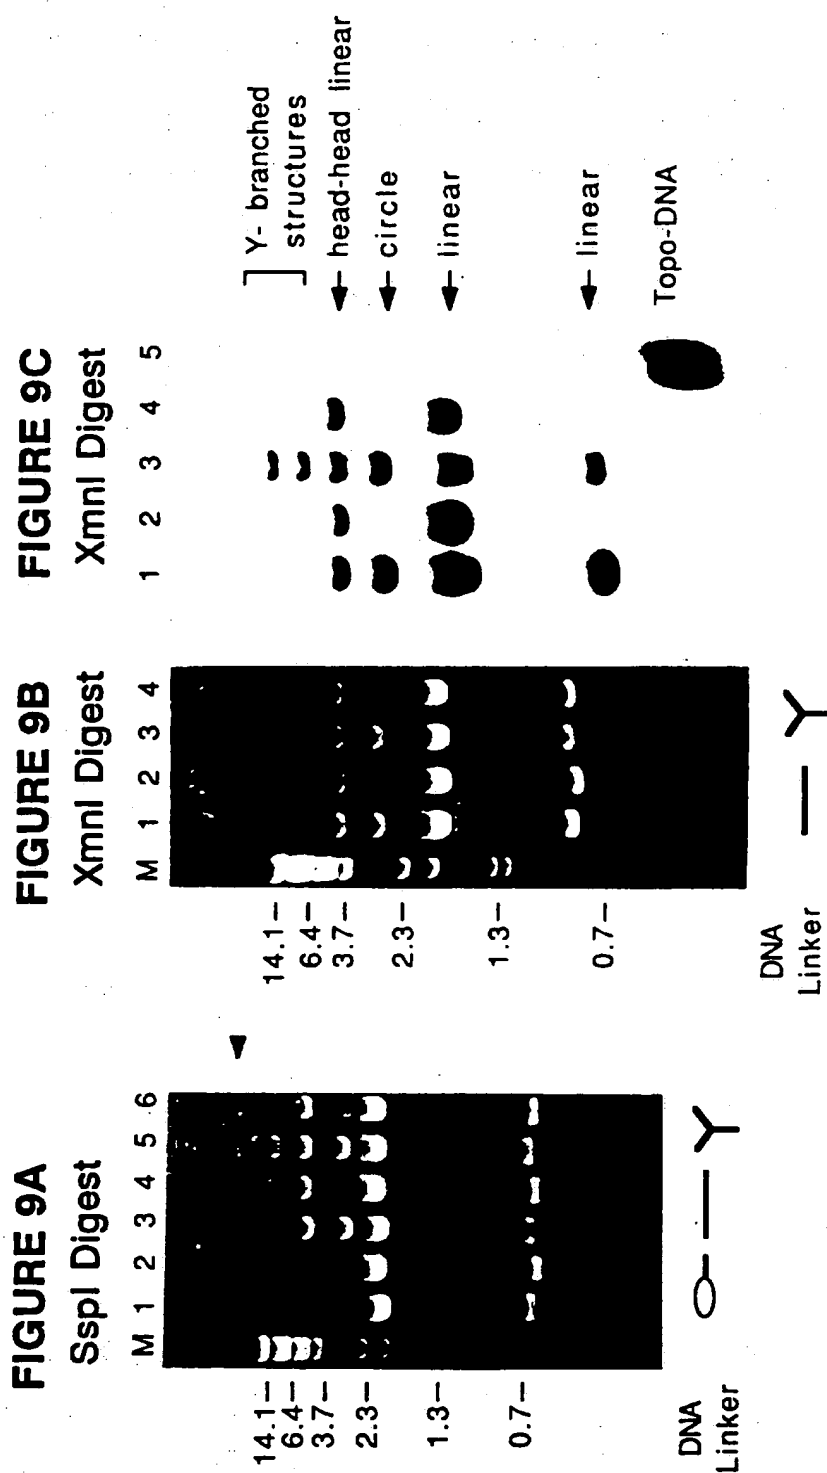 FIGURE 9A
SspI Digest
M 1 2 3 4 5 6
14.1
6.4
3.7
2.3
1.3
0.7
DNA
Linker
FIGURE 9B
XmnI Digest
M 1 2 3 4
14.1
6.4
3.7
2.3
1.3
0.7
DNA
Linker
FIGURE 9C
XmnI Digest
1 2 3 4 5
Y- branched
structures
head-head linear
circle
linear
linear
Topo-DNA